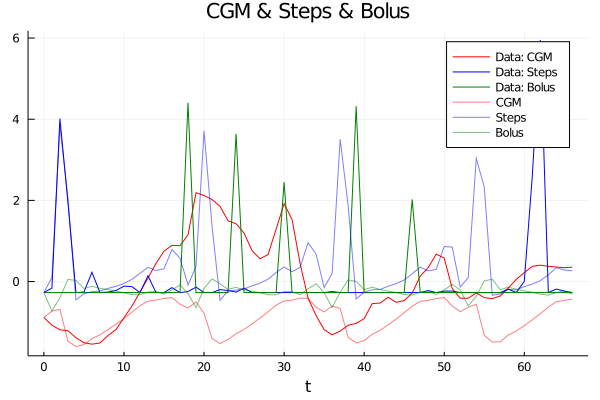 CGM & Steps & Bolus
6
4
2
0
Data: CGM
Data: Steps
Data: Bolus
CGM
Steps
Bolus
0 10 20 30 40 50 60
t